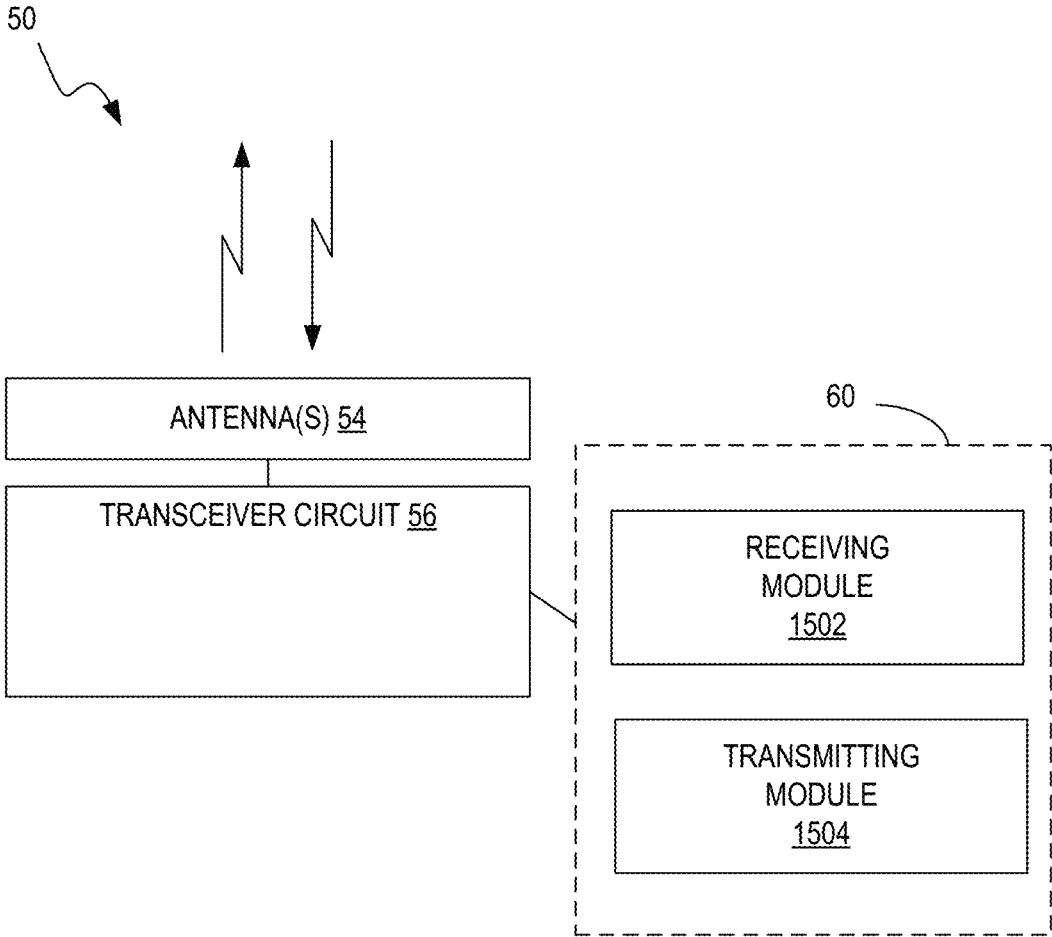 50
ANTENNA(S) 54
60
TRANSCEIVER CIRCUIT 56
RECEIVING
MODULE
1502
TRANSMITTING
MODULE
1504